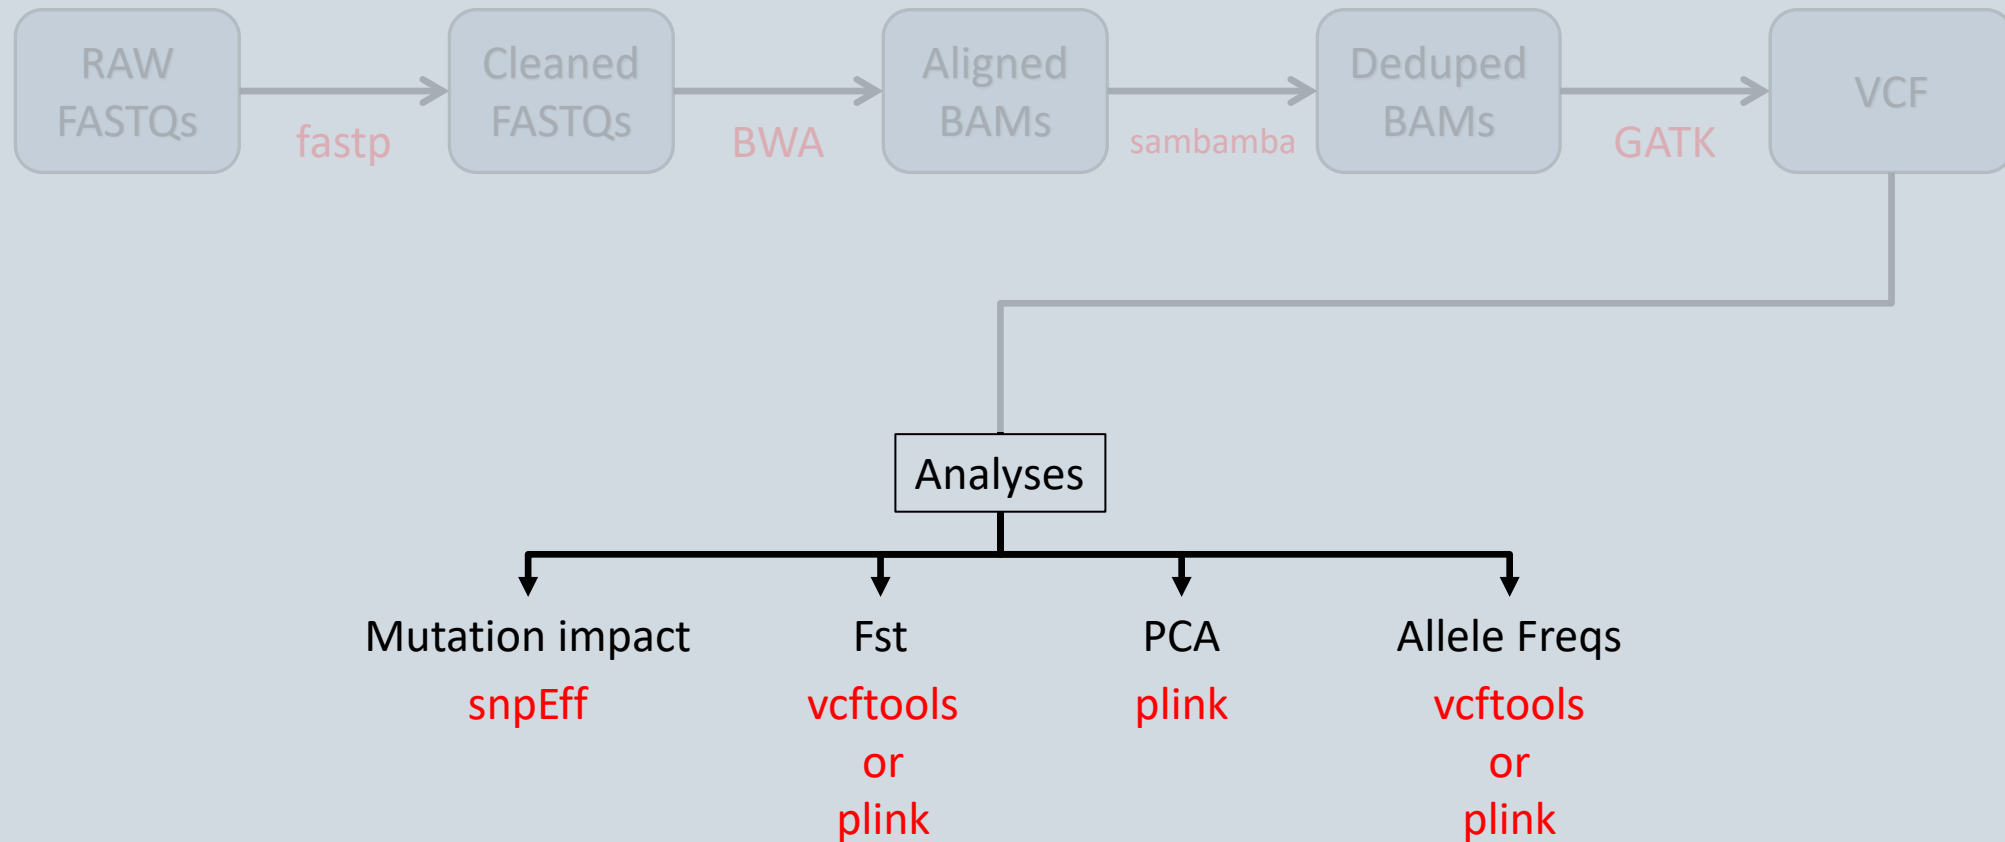 RAW
FASTQs
fastp
Cleaned
FASTQs
BWA
Aligned
BAMs
sambamba
Deduped
BAMs
GATK
VCF
Analyses
Mutation impact
snpEff
Fst
vcftools
or
plink
PCA
plink
Allele Freqs
vcftools
or
plink